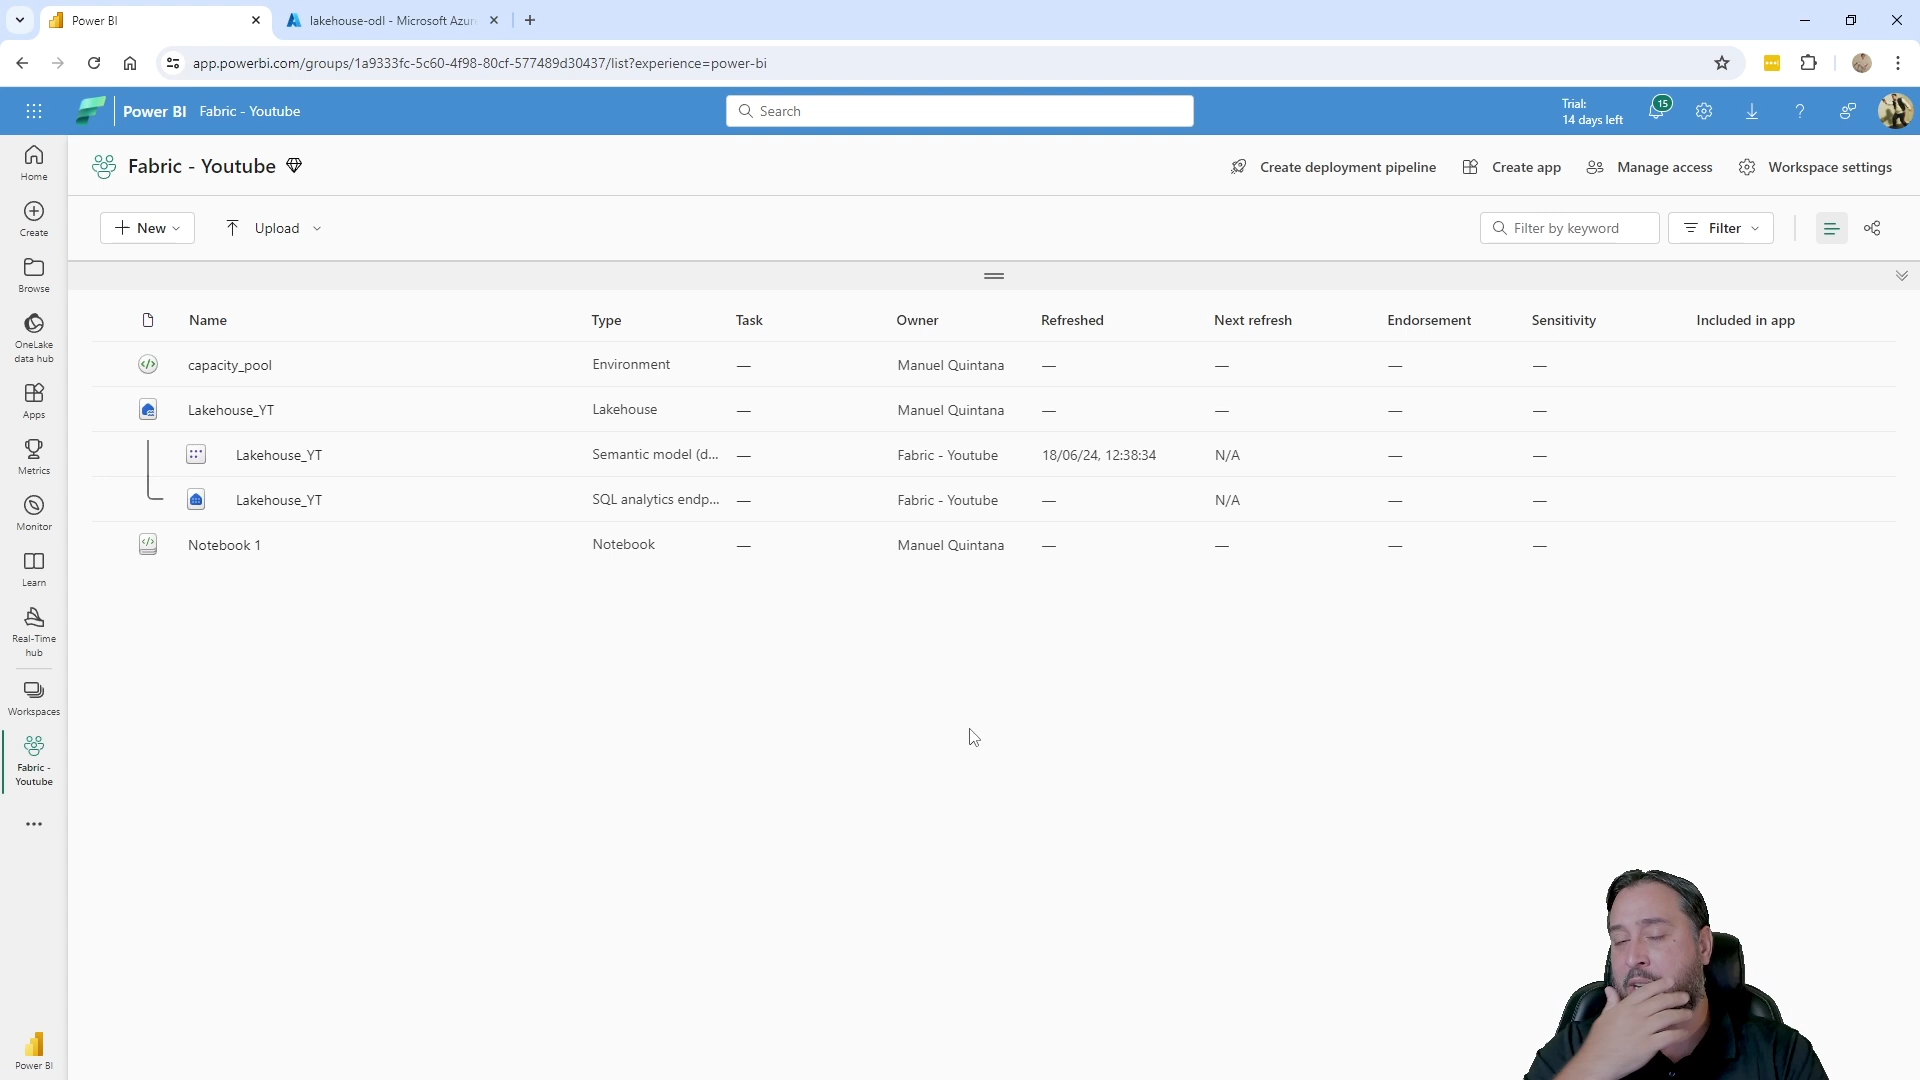 Power BI
lakehouse-odl - Microsoft Azur
app.powerbi.com/groups/1a9333fc-5c60-4f98-80cf-577489d30437/list?experience=power-bi
Power BI
Fabric - Youtube
Search
Trial:
14 days left
15
Home
Create
Browse
OneLake
data hub
Apps
Metrics
Monitor
Learn
Real-Time
hub
Workspaces
Fabric -
Youtube
Power BI
Fabric - Youtube
Create deployment pipeline
Create app
Manage access
Workspace settings
New
Upload
Filter by keyword
Filter
Name Type Task Owner Refreshed Next refresh Endorsement Sensitivity Included in app
capacity_pool Environment — Manuel Quintana — — — —
Lakehouse_YT Lakehouse — Manuel Quintana — — — —
Lakehouse_YT Semantic model (d... — Fabric - Youtube 18/06/24, 12:38:34 N/A — —
Lakehouse_YT SQL analytics endp... — Fabric - Youtube — N/A — —
Notebook 1 Notebook — Manuel Quintana — — — —